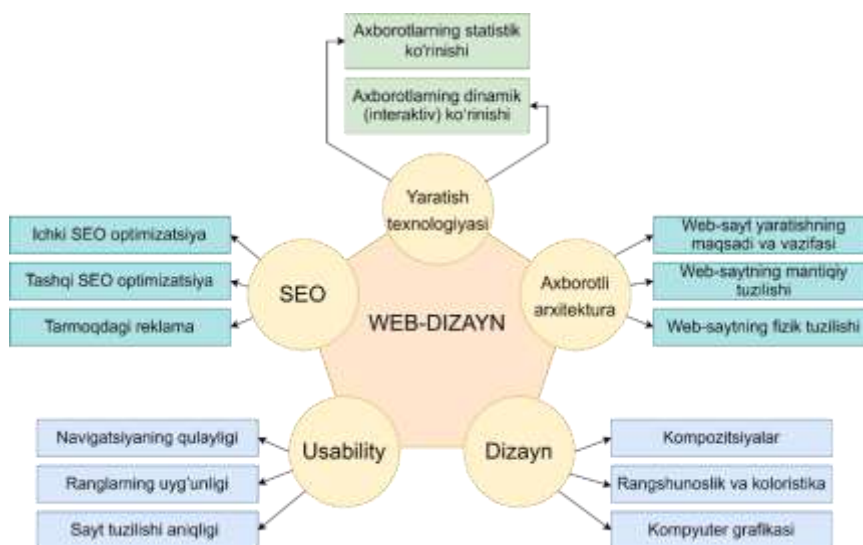 Axborotlarning statistik
ko'rinishi
Axborotlarning dinamik
(interaktiv) ko'rinishi
Yaratish
texnologiyasi
Ichki SEO optimizatsiya
Tashqi SEO optimizatsiya
Tarmoqdagi reklama
SEO
WEB-DIZAYN
Axborotli
arxitektura
Web-sayt yaratishning
maqsadi va vazifasi
Web-saytning mantiqiy
tuzilishi
Web-saytning fizik tuzilishi
Navigatsiyaning qulayligi
Ranglarning uyg'unligi
Sayt tuzilishi aniqligi
Usability
Dizayn
Kompozitsiyalar
Rangshunoslik va koloristika
Kompyuter grafikasi